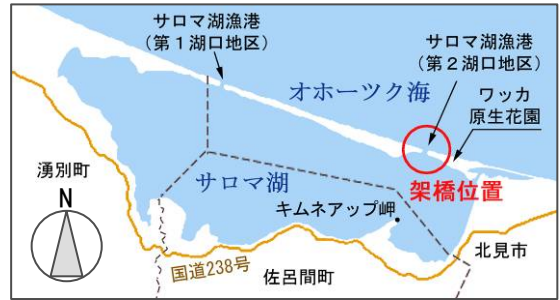 サロマ湖漁港
（第１湖口地区）
サロマ湖漁港
（第２湖口地区）
オホーツク海
ワッカ
原生花園
架橋位置
湧別町
サロマ湖
キムネアップ岬
N
国道238号
佐呂間町
北見市